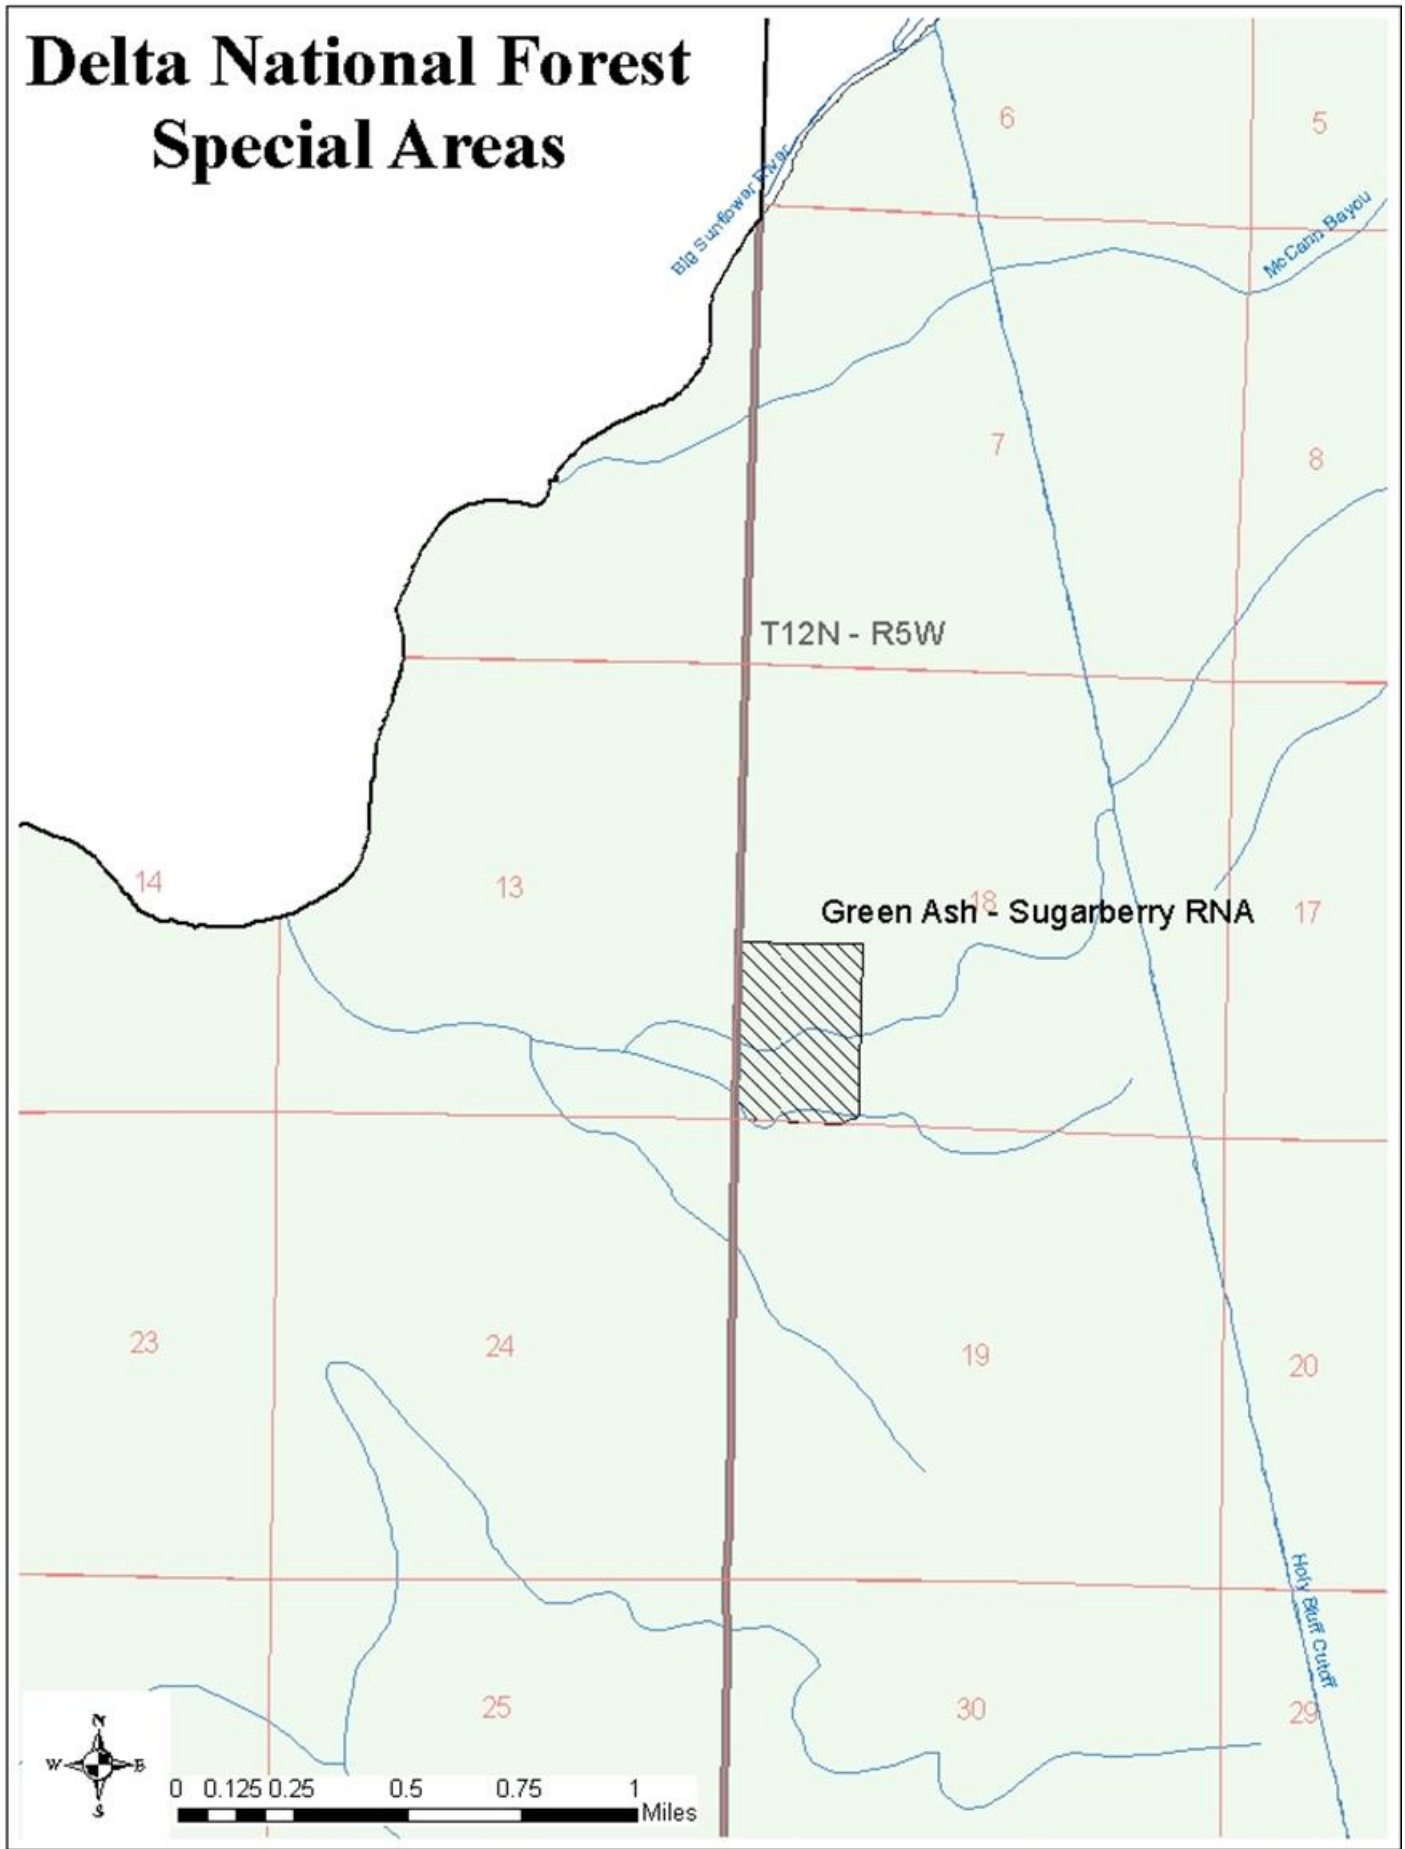 Delta National Forest
Special Areas
6
5
Big Sunflower River
McCann Bayou
7
8
T12N - R5W
14
13
18
Green Ash - Sugarberry RNA
17
23
24
19
20
Holly Bluff Cutoff
25
30
29
N
W E
S
0 0.125 0.25 0.5 0.75 1
Miles